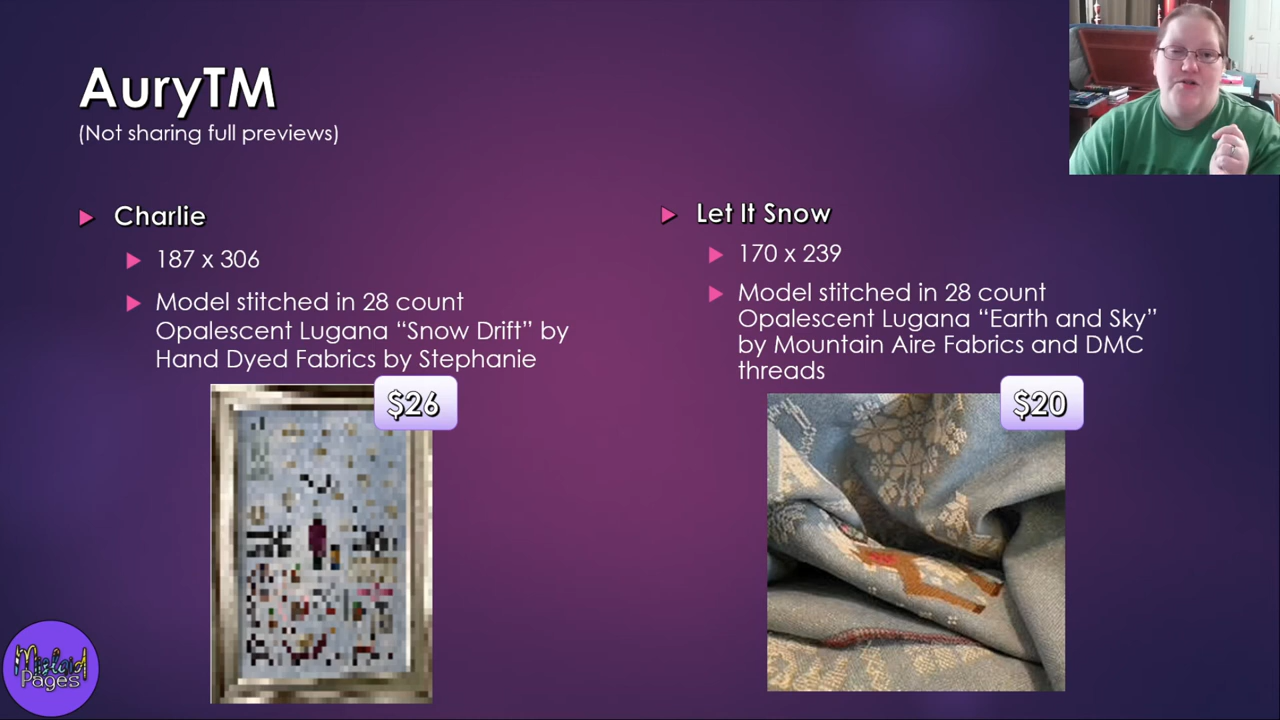 AuryTM
(Not sharing full previews)
Charlie
187 x 306
Model stitched in 28 count
Opalescent Lugana “Snow Drift” by
Hand Dyed Fabrics by Stephanie
$26
Let It Snow
170 x 239
Model stitched in 28 count
Opalescent Lugana “Earth and Sky”
by Mountain Aire Fabrics and DMC
threads
$20
Mislaid
Pages